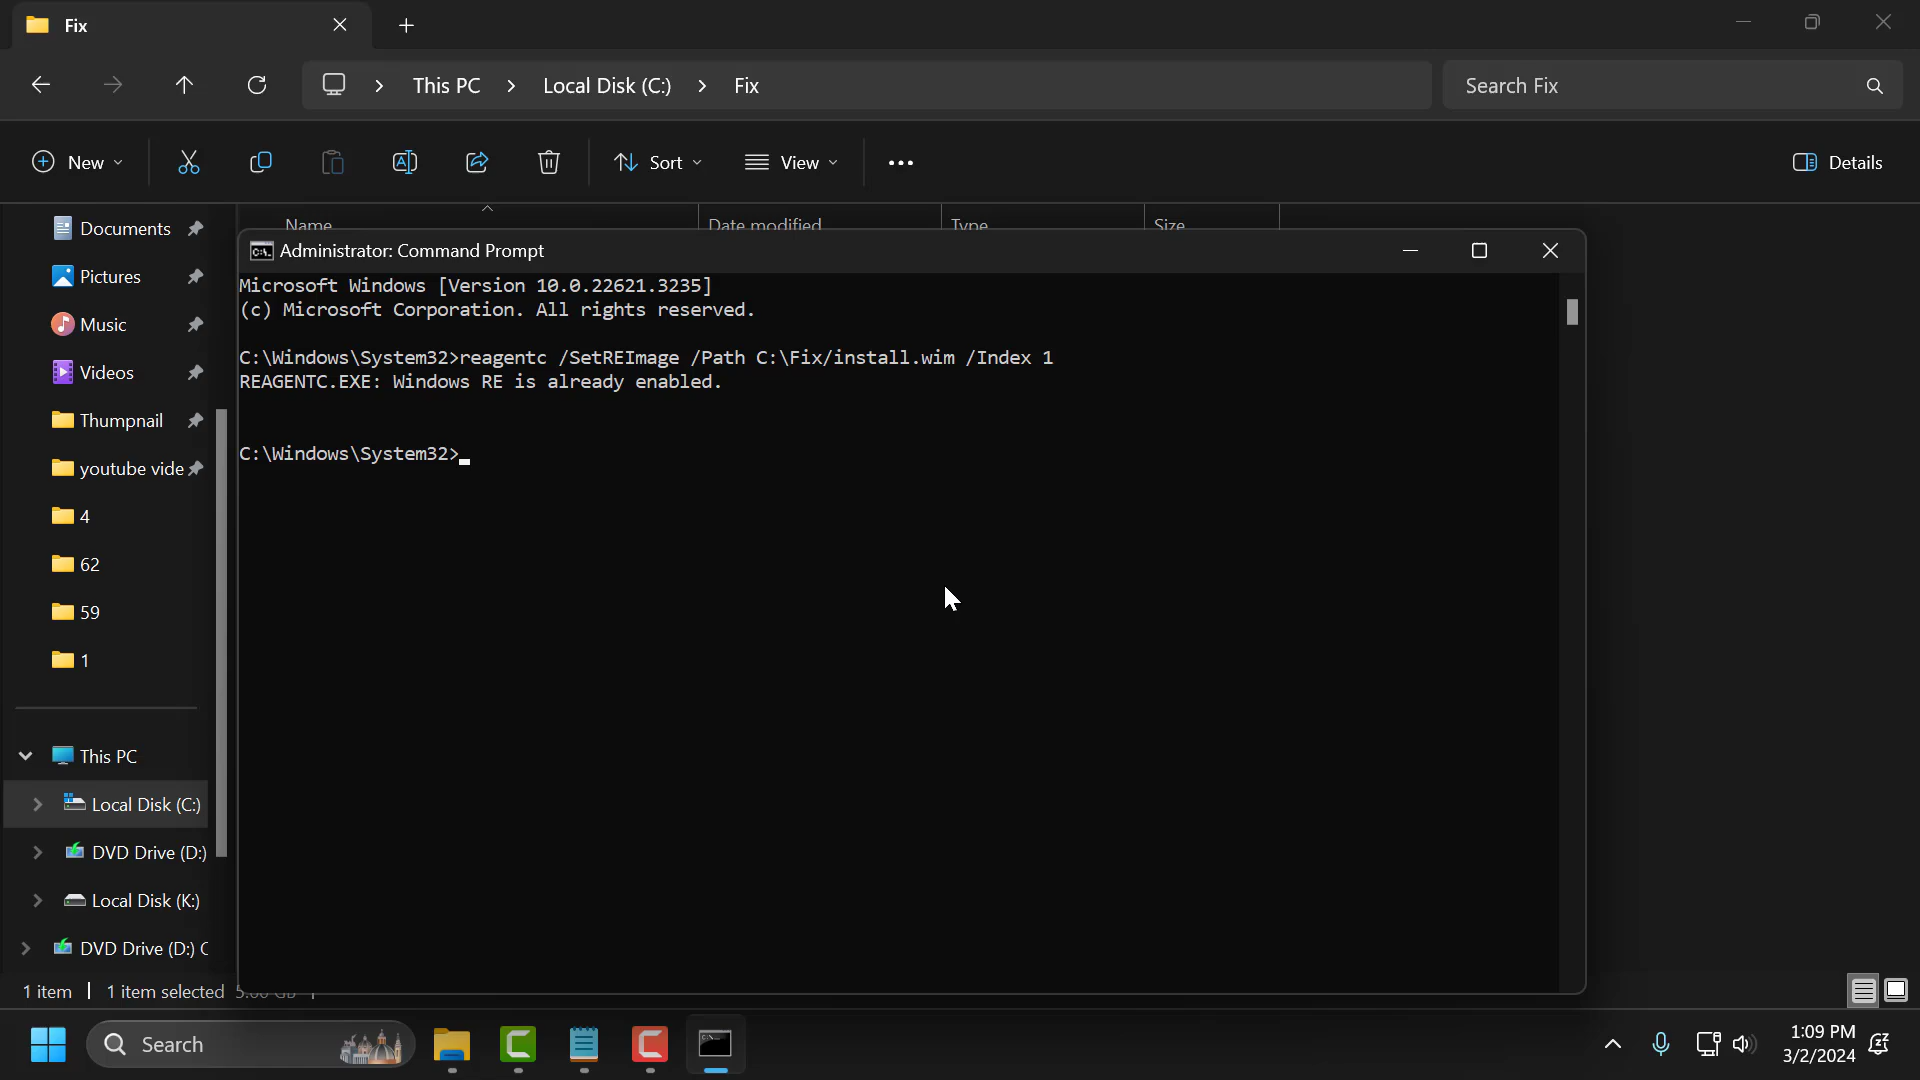 Fix
This PC
Local Disk (C:)
Fix
Search Fix
New
Sort
View
Details
Name
Date modified
Type
Size
Documents
Pictures
Music
Videos
Thumpnail
youtube vide
4
62
59
1
This PC
Local Disk (C:)
DVD Drive (D:)
Local Disk (K:)
DVD Drive (D:) C
Administrator: Command Prompt
Microsoft Windows [Version 10.0.22621.3235]
(c) Microsoft Corporation. All rights reserved.
C:\Windows\System32>reagentc /SetREImage /Path C:\Fix/install.wim /Index 1
REAGENTC.EXE: Windows RE is already enabled.
C:\Windows\System32>
1 item
1 item selected
Search
1:09 PM
3/2/2024